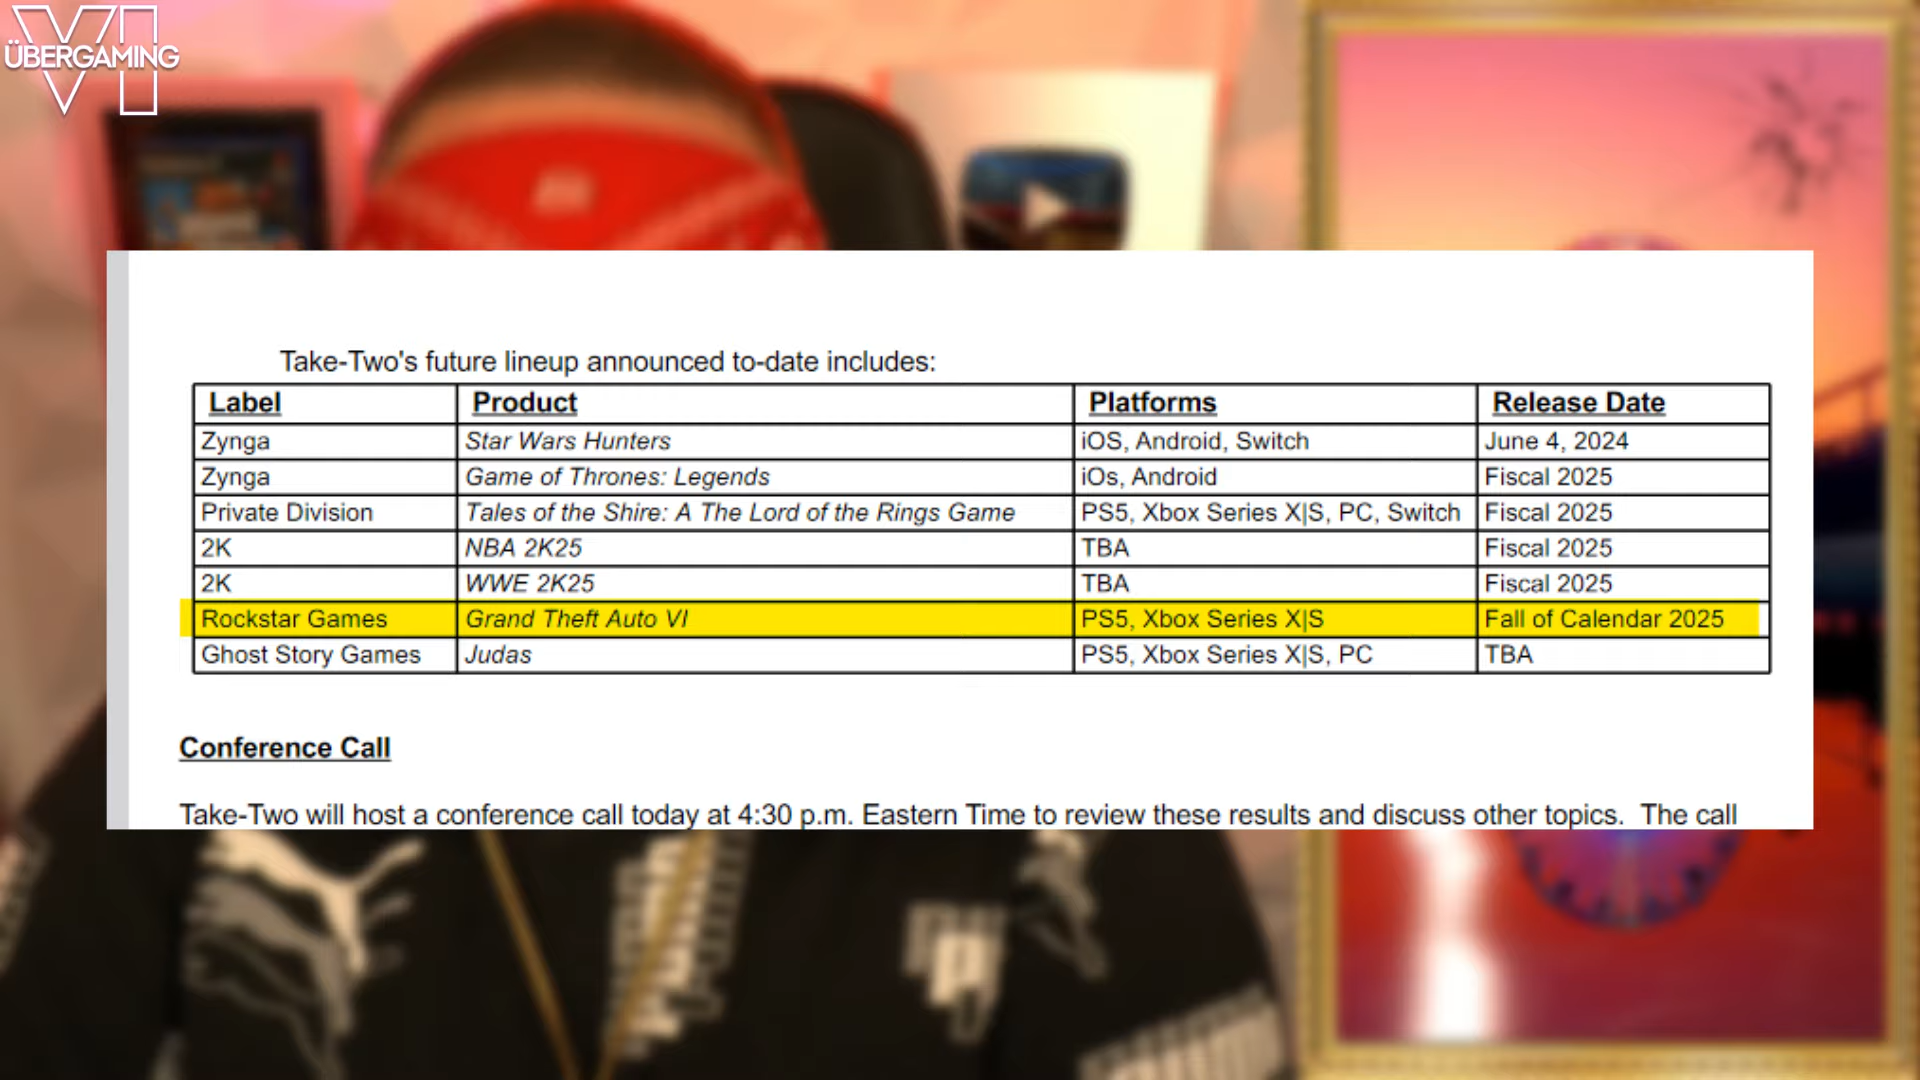 VI
ÜBERGAMING
Take-Two's future lineup announced to-date includes:
Label Product Platforms Release Date
Zynga Star Wars Hunters iOS, Android, Switch June 4, 2024
Zynga Game of Thrones: Legends iOs, Android Fiscal 2025
Private Division Tales of the Shire: A The Lord of the Rings Game PS5, Xbox Series X|S, PC, Switch Fiscal 2025
2K NBA 2K25 TBA Fiscal 2025
2K WWE 2K25 TBA Fiscal 2025
Rockstar Games Grand Theft Auto VI PS5, Xbox Series X|S Fall of Calendar 2025
Ghost Story Games Judas PS5, Xbox Series X|S, PC TBA
Conference Call
Take-Two will host a conference call today at 4:30 p.m. Eastern Time to review these results and discuss other topics. The call